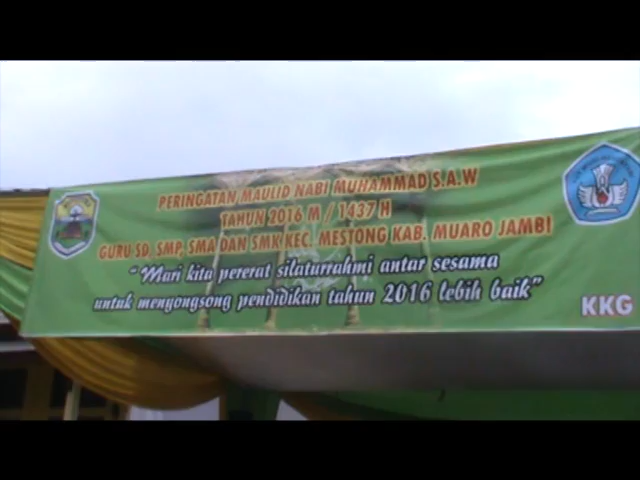 PERINGATAN MAULID NABI MUHAMMAD S.A.W
TAHUN 2016 M / 1437 H
GURU SD, SMP, SMA DAN SMK KEC. MESTONG KAB. MUARO JAMBI
"Mari kita pererat silaturrahmi antar sesama
untuk menyongsong pendidikan tahun 2016 lebih baik"
KKG